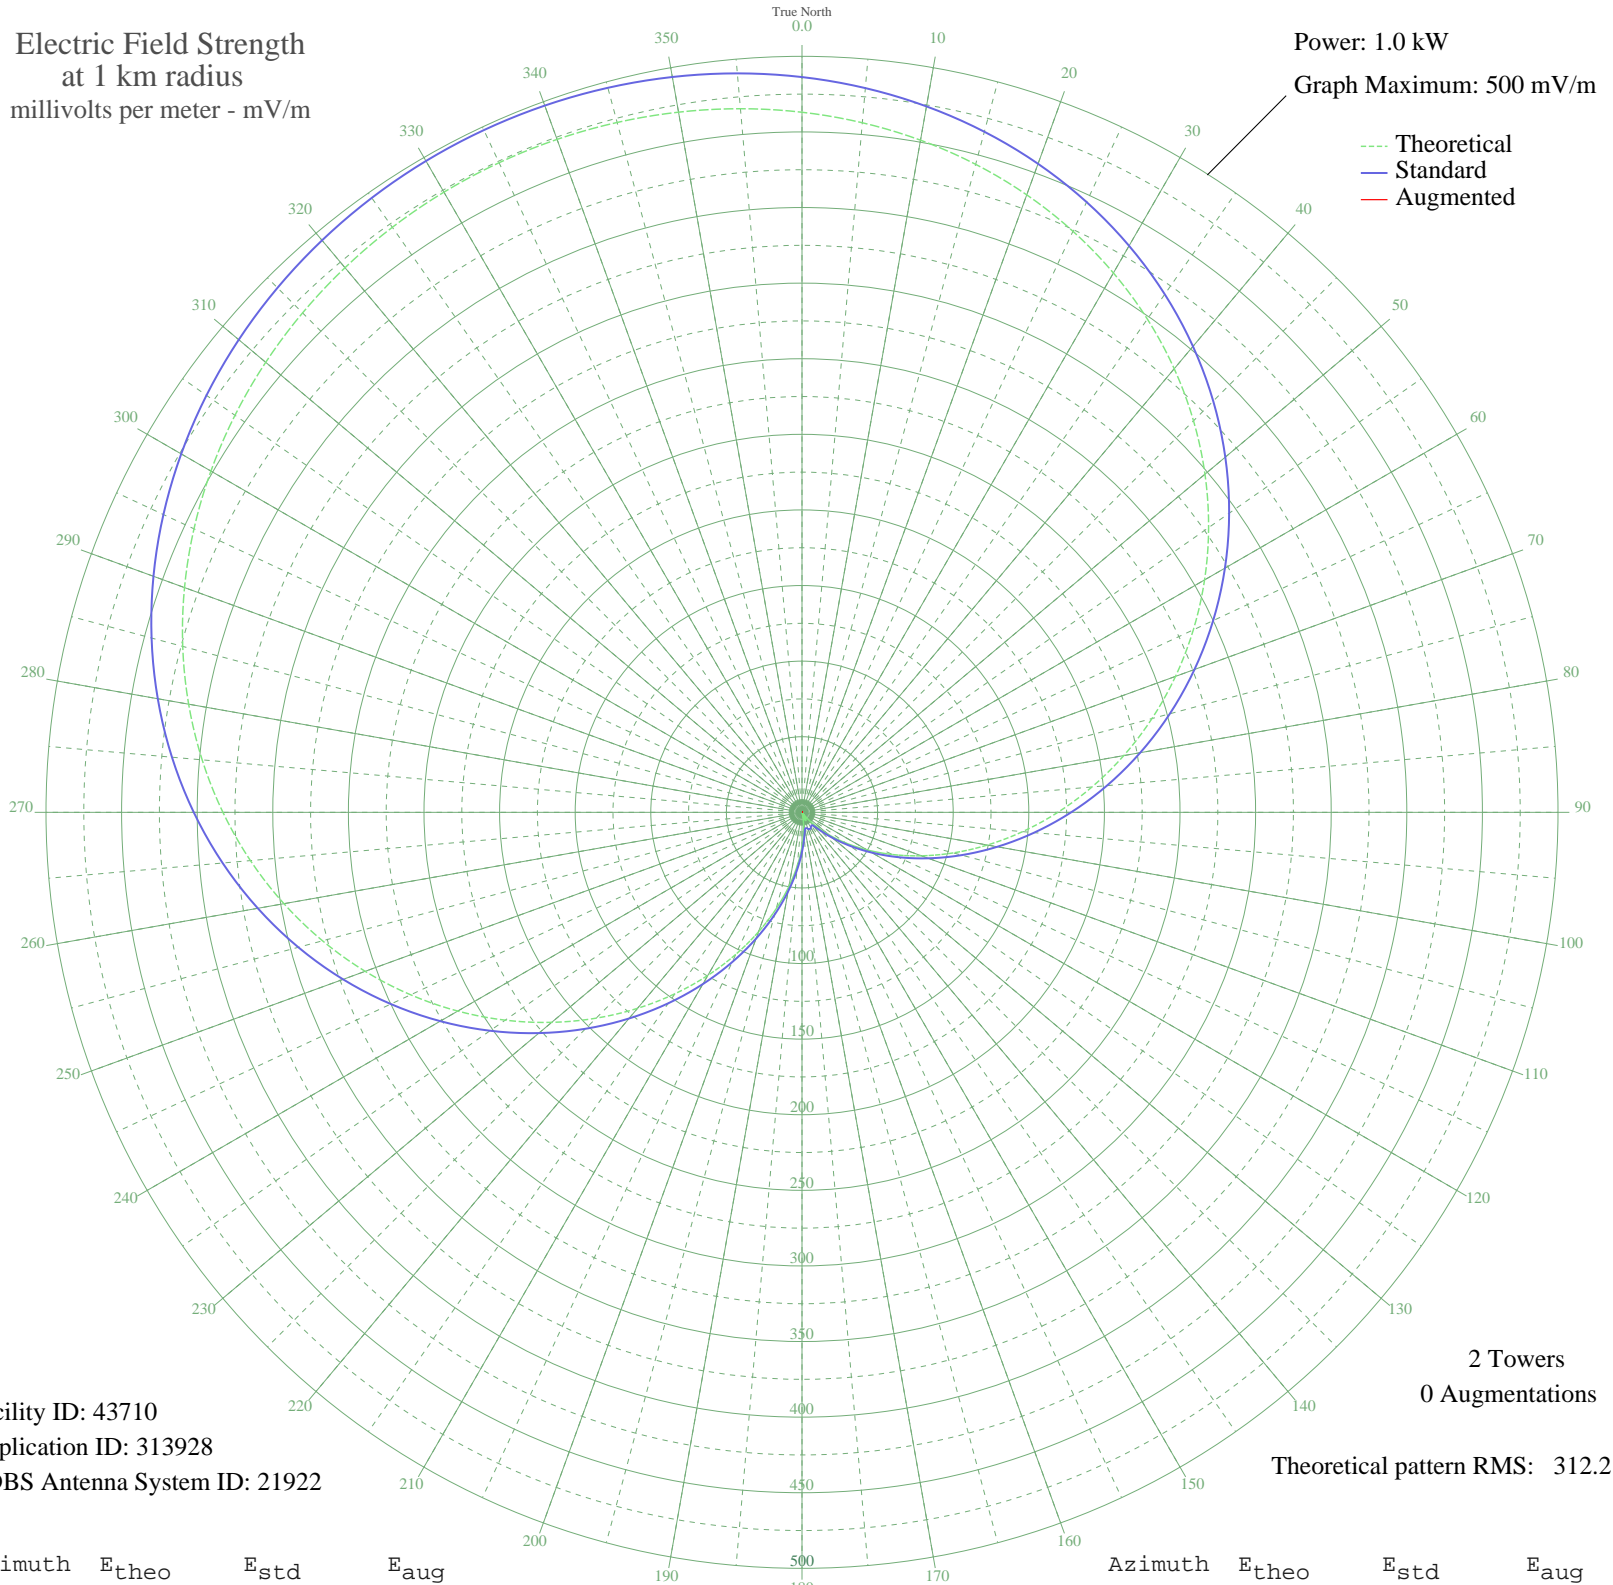 True North
0.0
Electric Field Strength
at 1 km radius
millivolts per meter - mV/m
Power: 1.0 kW
Graph Maximum: 500 mV/m
Theoretical
Standard
Augmented
10
20
30
40
50
60
70
80
90
100
110
120
130
140
150
160
170
190
200
210
220
230
240
250
260
270
280
290
300
310
320
330
340
350
100
150
200
250
300
350
400
450
500
2 Towers
0 Augmentations
Theoretical pattern RMS: 312.2
cility ID: 43710
plication ID: 313928
DBS Antenna System ID: 21922
imuth Etheo Estd Eaug
Azimuth Etheo Estd Eaug